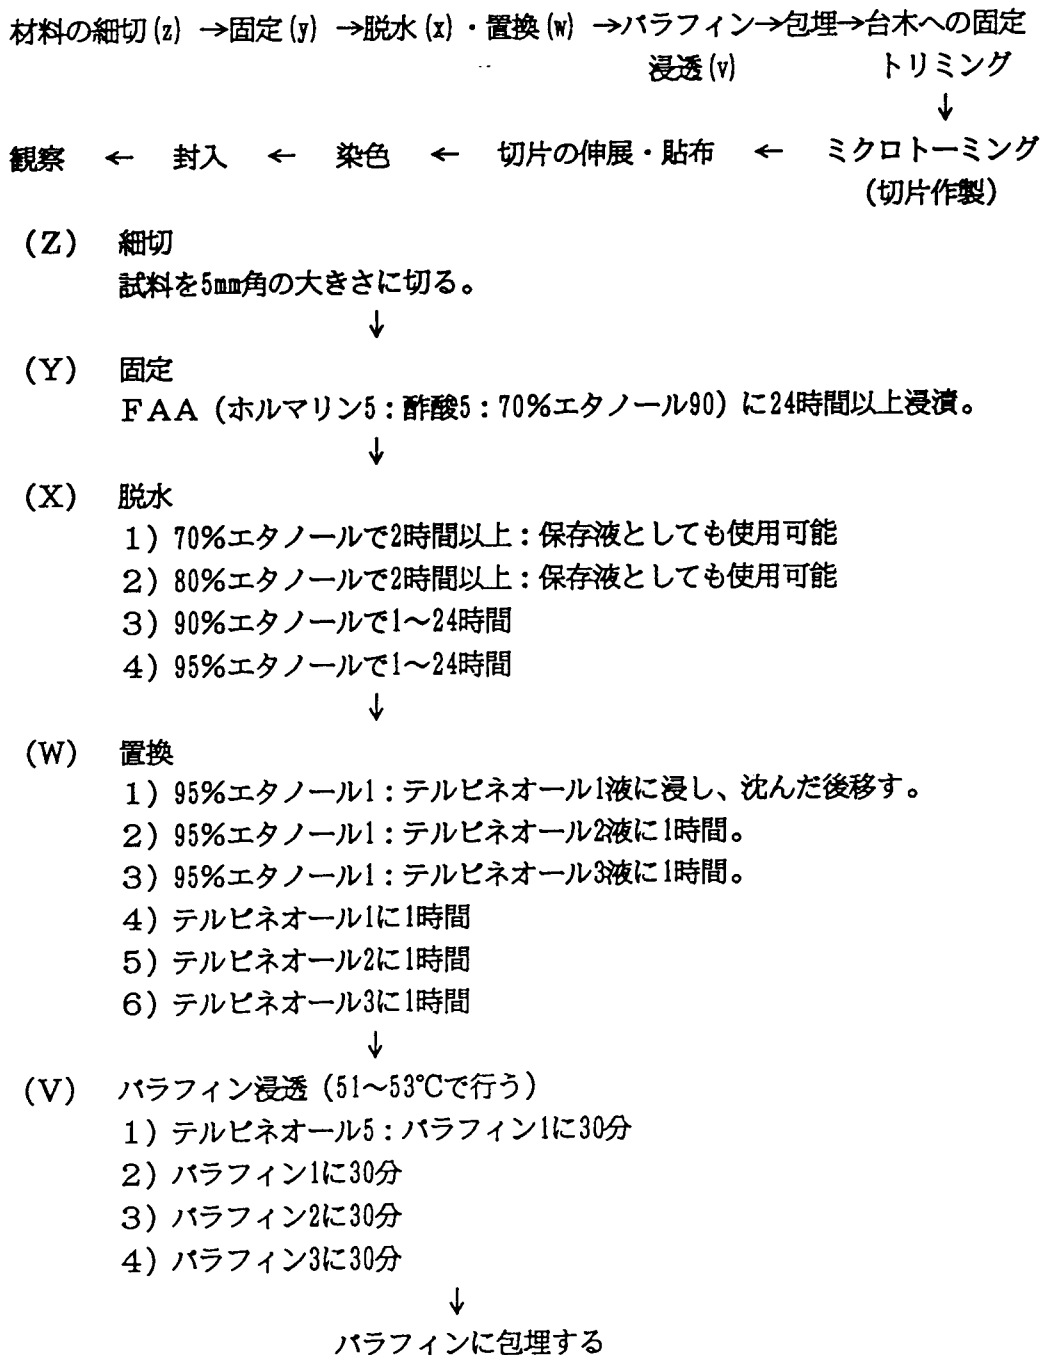 材料の細切(z) →固定(y) →脱水(x)・置換(w) →パラフィン→包埋→台木への固定
浸透(v) トリミング
↓
観察 ← 封入 ← 染色 ← 切片の伸展・貼布 ← ミクロトーミング
(切片作製)
(Z) 細切
試料を5mm角の大きさに切る。
↓
(Y) 固定
FAA(ホルマリン5:酢酸5:70%エタノール90)に24時間以上浸漬。
↓
(X) 脱水
1)70%エタノールで2時間以上:保存液としても使用可能
2)80%エタノールで2時間以上:保存液としても使用可能
3)90%エタノールで1～24時間
4)95%エタノールで1～24時間
↓
(W) 置換
1)95%エタノール1:テルピネオール1液に浸し、沈んだ後移す。
2)95%エタノール1:テルピネオール2液に1時間。
3)95%エタノール1:テルピネオール3液に1時間。
4)テルピネオール1に1時間
5)テルピネオール2に1時間
6)テルピネオール3に1時間
↓
(V) パラフィン浸透(51～53℃で行う)
1)テルピネオール5:パラフィン1に30分
2)パラフィン1に30分
3)パラフィン2に30分
4)パラフィン3に30分
↓
パラフィンに包埋する